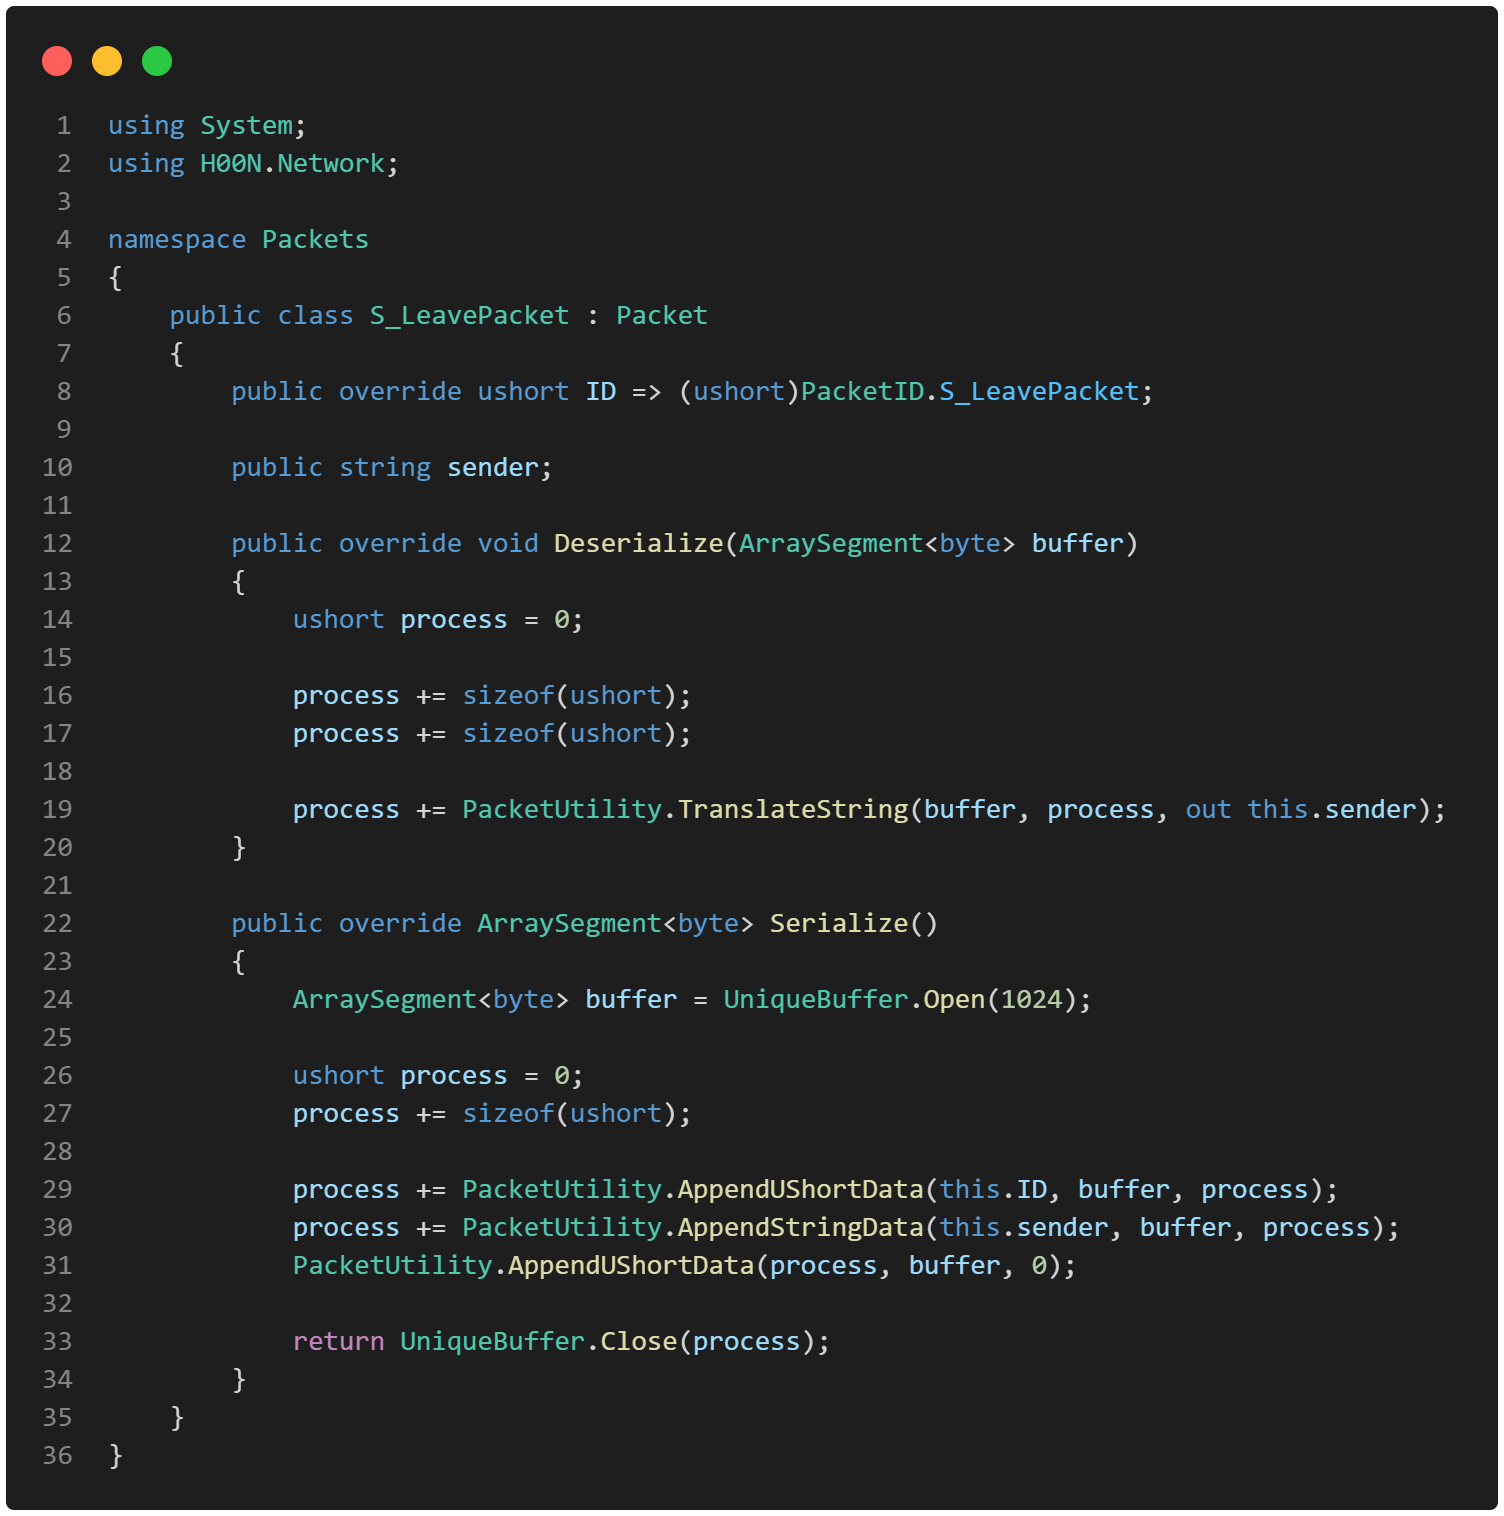 1 using System;
2 using H00N.Network;
3
4 namespace Packets
5 {
6     public class S_LeavePacket : Packet
7     {
8         public override ushort ID => (ushort)PacketID.S_LeavePacket;
9
10         public string sender;
11
12         public override void Deserialize(ArraySegment<byte> buffer)
13         {
14             ushort process = 0;
15
16             process += sizeof(ushort);
17             process += sizeof(ushort);
18
19             process += PacketUtility.TranslateString(buffer, process, out this.sender);
20         }
21
22         public override ArraySegment<byte> Serialize()
23         {
24             ArraySegment<byte> buffer = UniqueBuffer.Open(1024);
25
26             ushort process = 0;
27             process += sizeof(ushort);
28
29             process += PacketUtility.AppendUShortData(this.ID, buffer, process);
30             process += PacketUtility.AppendStringData(this.sender, buffer, process);
31             PacketUtility.AppendUShortData(process, buffer, 0);
32
33             return UniqueBuffer.Close(process);
34         }
35     }
36 }